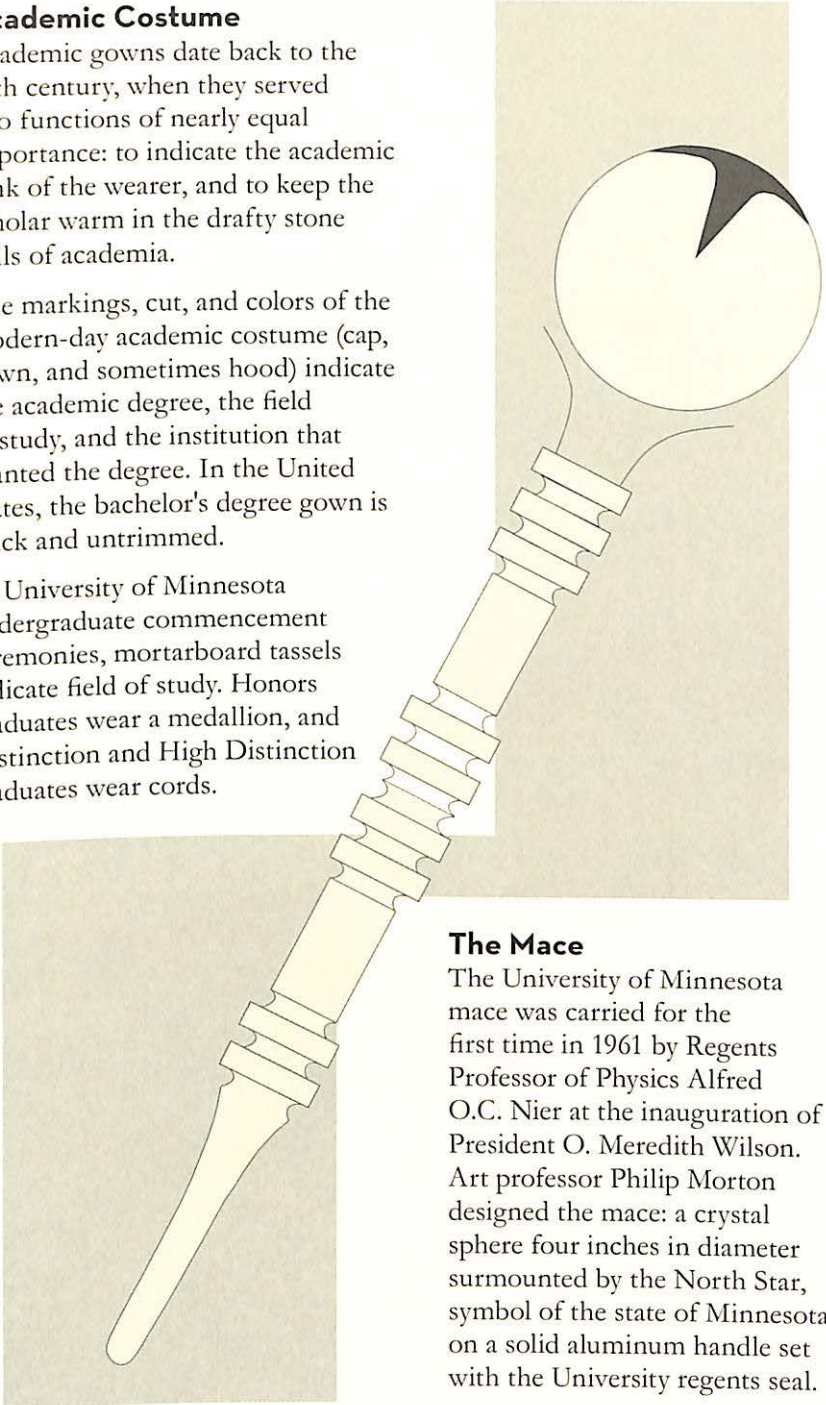 cademic Costume
ademic gowns date back to the
th century, when they served
o functions of nearly equal
portance: to indicate the academic
nk of the wearer, and to keep the
holar warm in the drafty stone
lls of academia.
e markings, cut, and colors of the
odern-day academic costume (cap,
wn, and sometimes hood) indicate
e academic degree, the field
study, and the institution that
anted the degree. In the United
ates, the bachelor's degree gown is
ck and untrimmed.
University of Minnesota
dergraduate commencement
remonies, mortarboard tassels
dicate field of study. Honors
aduates wear a medallion, and
stinction and High Distinction
aduates wear cords.
The Mace
The University of Minnesota
mace was carried for the
first time in 1961 by Regents
Professor of Physics Alfred
O.C. Nier at the inauguration of
President O. Meredith Wilson.
Art professor Philip Morton
designed the mace: a crystal
sphere four inches in diameter
surmounted by the North Star,
symbol of the state of Minnesota
on a solid aluminum handle set
with the University regents seal.